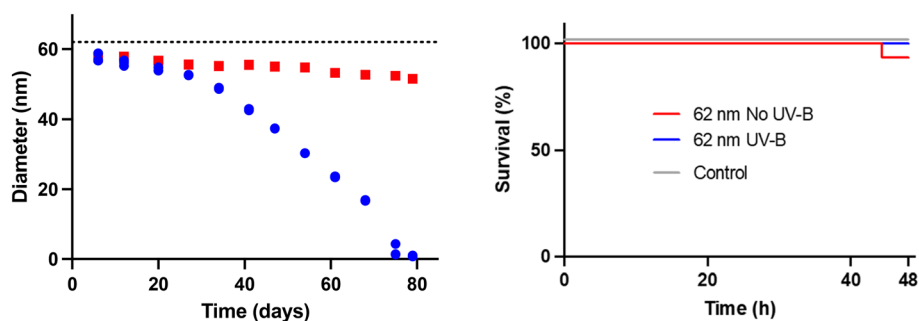 Diameter (nm)
60
40
20
0
0 20 40 60 80
Time (days)
Survival (%)
100
50
0
62 nm No UV-B
62 nm UV-B
Control
0 20 40 48
Time (h)